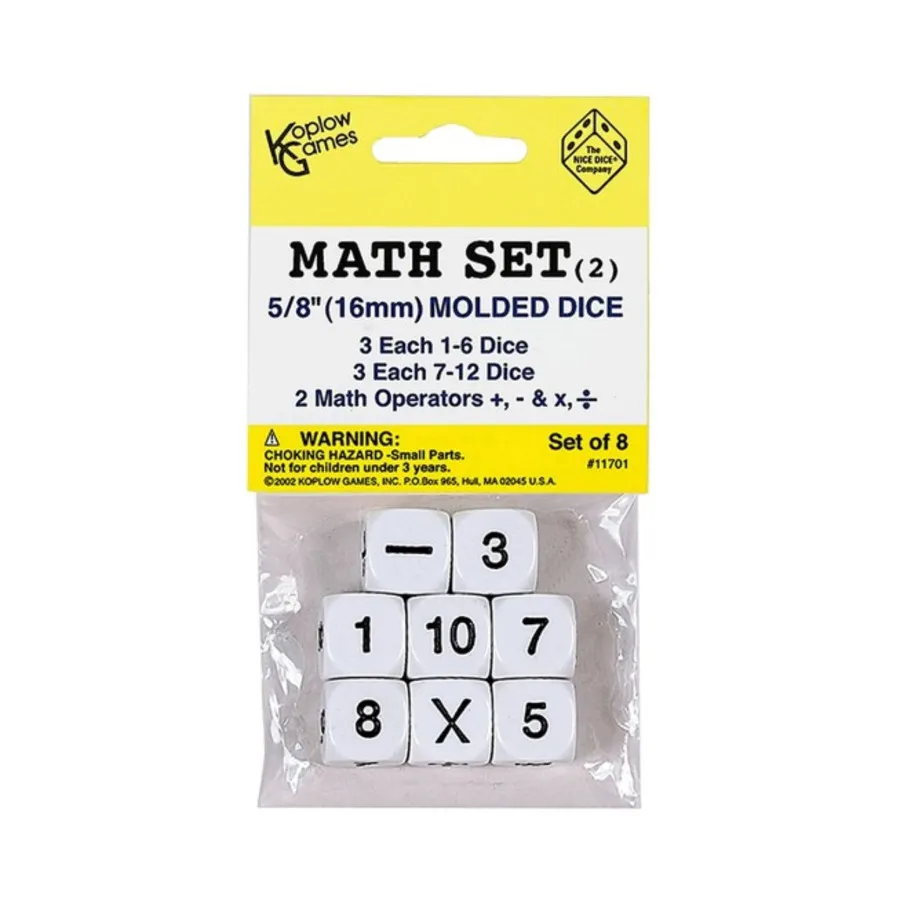 Koplow
Games
The
NICE DICE®
Company
MATH SET (2)
5/8" (16mm) MOLDED DICE
3 Each 1-6 Dice
3 Each 7-12 Dice
2 Math Operators +, - & x, ÷
⚠ WARNING:
CHOKING HAZARD -Small Parts.
Not for children under 3 years.
Set of 8
#11701
©2002 KOPLOW GAMES, INC. P.O.Box 965, Hull, MA 02045 U.S.A.
— 3
1 10 7
8 X 5